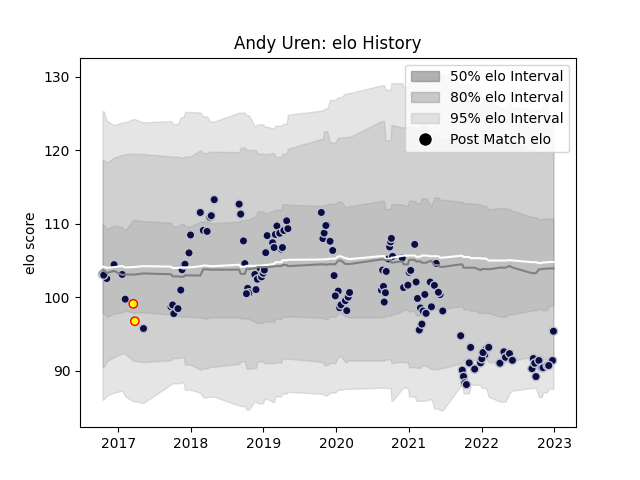 Andy Uren: elo History
50% elo Interval
80% elo Interval
95% elo Interval
Post Match elo
elo score
130
120
110
100
90
2017 2018 2019 2020 2021 2022 2023